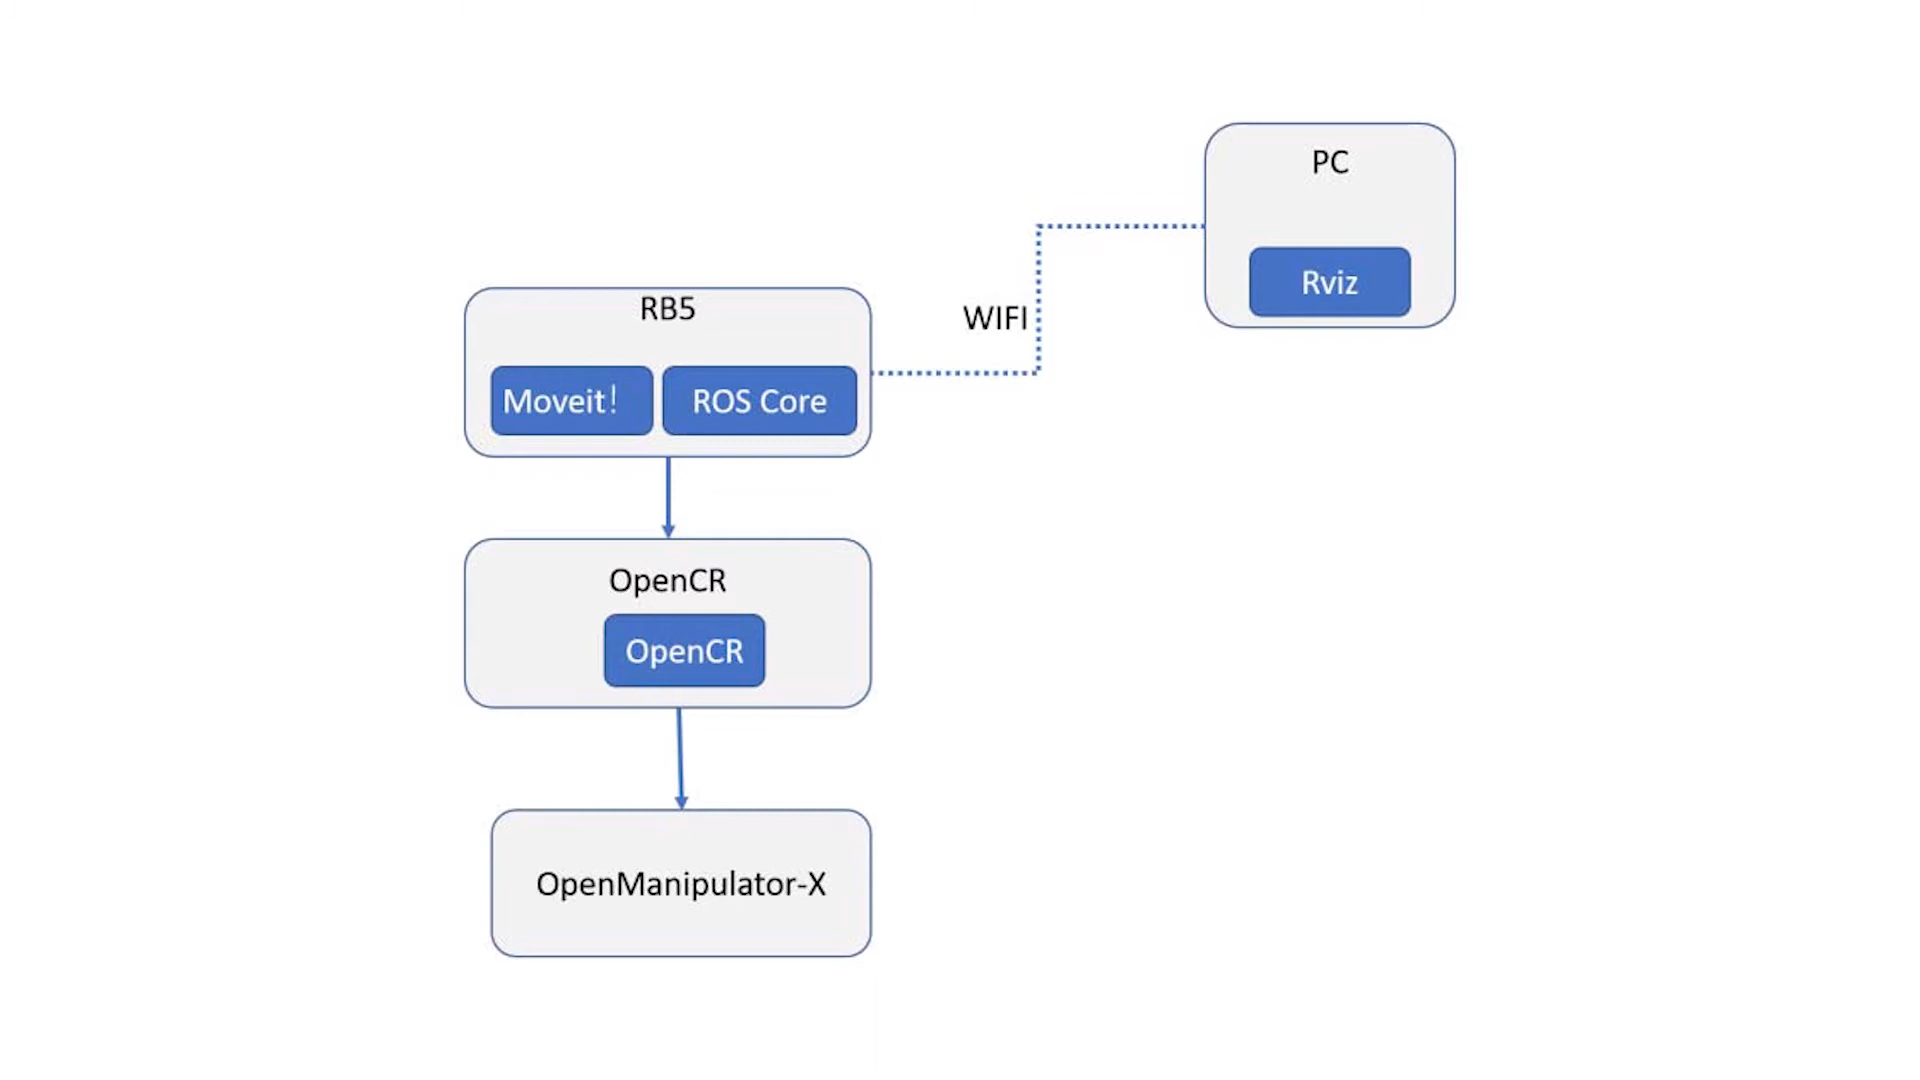 PC
Rviz
WIFI
RB5
Moveit!
ROS Core
OpenCR
OpenCR
OpenManipulator-X